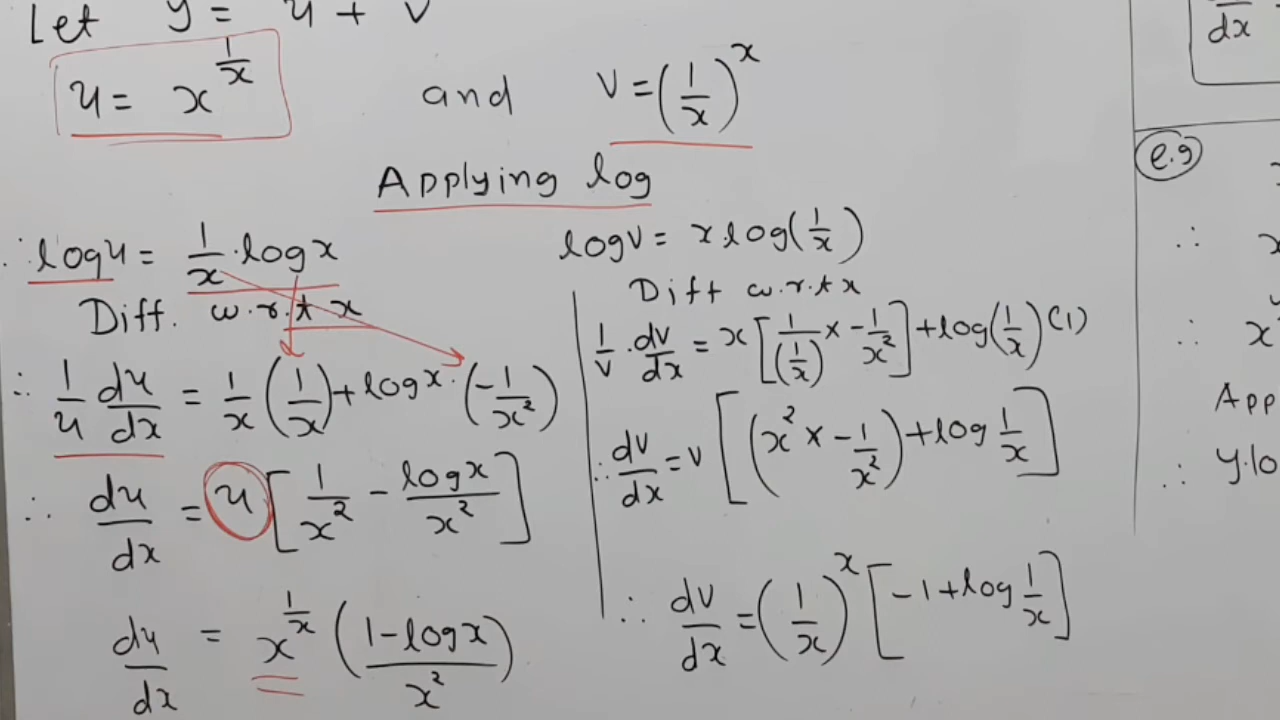 Let y = u + v
u = x^(1/x) and v = (1/x)^x
Applying log
∴ log u = 1/x · log x
Diff. w.r.t x
∴ 1/u du/dx = 1/x (1/x) + log x · (-1/x²)
∴ du/dx = u [1/x² - log x/x²]
du/dx = x^(1/x) ((1 - log x)/x²)
log v = x · log(1/x)
Diff w.r.t x
1/v · dv/dx = x [1/(1/x) × -1/x²] + log(1/x) (1)
∴ dv/dx = v [(x² × -1/x²) + log 1/x]
∴ dv/dx = (1/x)^x [-1 + log 1/x]
dx
e.g
∴ x
∴ x
App
∴ y·lo